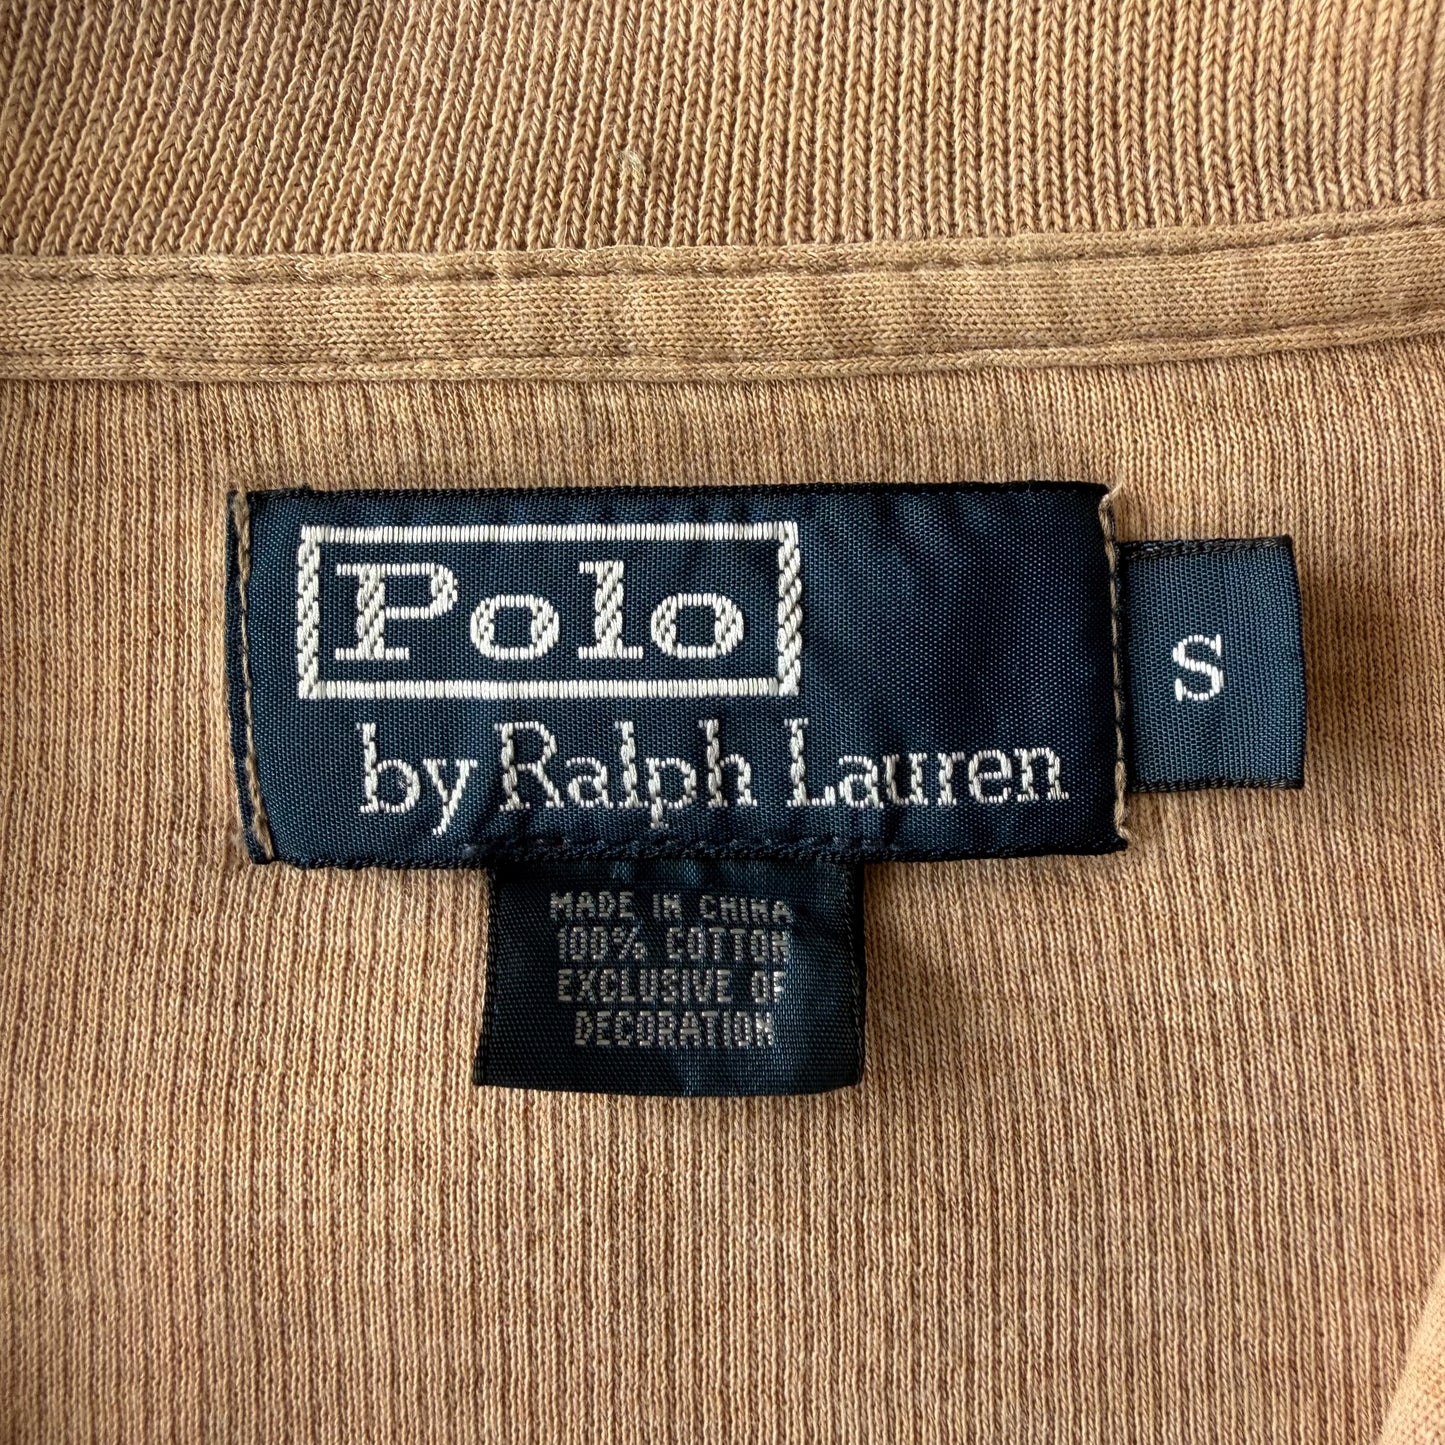 Polo
by Ralph Lauren
S
MADE IN CHINA
100% COTTON
EXCLUSIVE OF
DECORATION